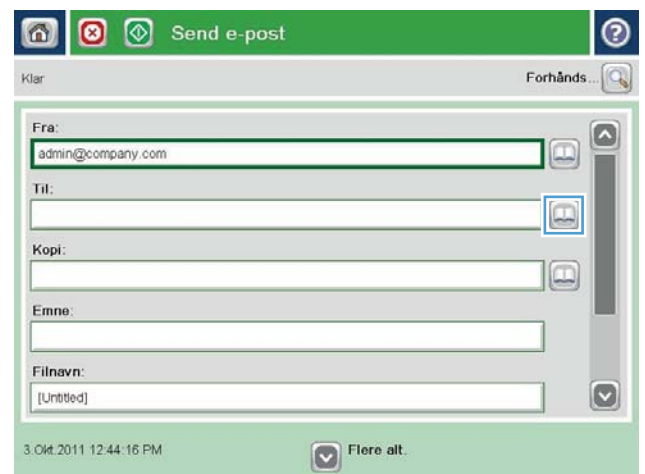 Send e-post
Klar
Forhånds...
Fra:
admin@company.com
Til:
Kopi:
Emne:
Filnavn:
[Untitled]
3.Okt.2011 12:44:16 PM
Flere alt.